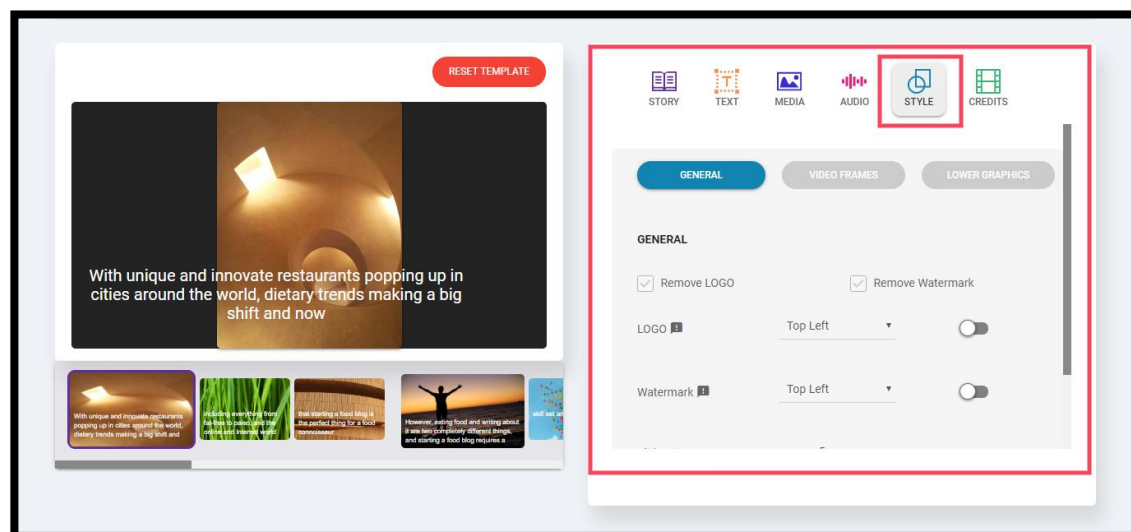 RESET TEMPLATE
With unique and innovate restaurants popping up in
cities around the world, dietary trends making a big
shift and now
With unique and innovate restaurants
popping up in cities around the world,
dietary trends making a big shift and
including everything from
fat-free to paleo, and the
online and Internet world
that starting a food blog is
the perfect thing for a food
connoisseur.
However, eating food and writing about
it are two completely different things,
and starting a food blog requires a
skill set an
STORY
TEXT
MEDIA
AUDIO
STYLE
CREDITS
GENERAL
VIDEO FRAMES
LOWER GRAPHICS
GENERAL
Remove LOGO
Remove Watermark
LOGO
Top Left
Watermark
Top Left